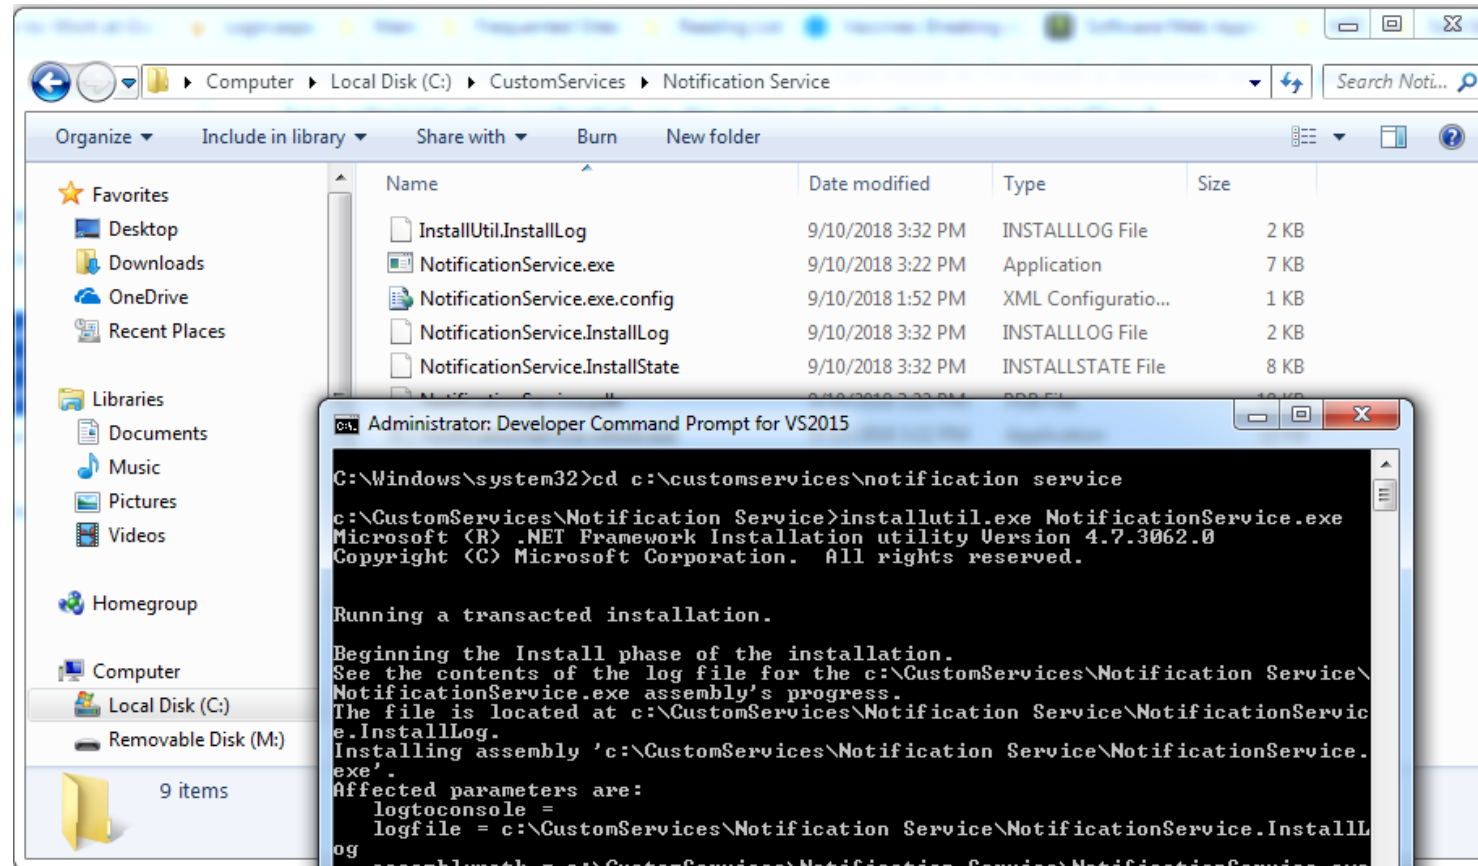 Computer ▸ Local Disk (C:) ▸ CustomServices ▸ Notification Service
Search Noti...
Organize Include in library Share with Burn New folder
Favorites
Desktop
Downloads
OneDrive
Recent Places
Libraries
Documents
Music
Pictures
Videos
Homegroup
Computer
Local Disk (C:)
Removable Disk (M:)
9 items
Name Date modified Type Size
InstallUtil.InstallLog 9/10/2018 3:32 PM INSTALLLOG File 2 KB
NotificationService.exe 9/10/2018 3:22 PM Application 7 KB
NotificationService.exe.config 9/10/2018 1:52 PM XML Configuratio... 1 KB
NotificationService.InstallLog 9/10/2018 3:32 PM INSTALLLOG File 2 KB
NotificationService.InstallState 9/10/2018 3:32 PM INSTALLSTATE File 8 KB
Administrator: Developer Command Prompt for VS2015
C:\Windows\system32>cd c:\customservices\notification service
c:\CustomServices\Notification Service>installutil.exe NotificationService.exe
Microsoft (R) .NET Framework Installation utility Version 4.7.3062.0
Copyright (C) Microsoft Corporation. All rights reserved.
Running a transacted installation.
Beginning the Install phase of the installation.
See the contents of the log file for the c:\CustomServices\Notification Service\
NotificationService.exe assembly's progress.
The file is located at c:\CustomServices\Notification Service\NotificationServic
e.InstallLog.
Installing assembly 'c:\CustomServices\Notification Service\NotificationService.
exe'.
Affected parameters are:
logtoconsole =
logfile = c:\CustomServices\Notification Service\NotificationService.InstallL
og